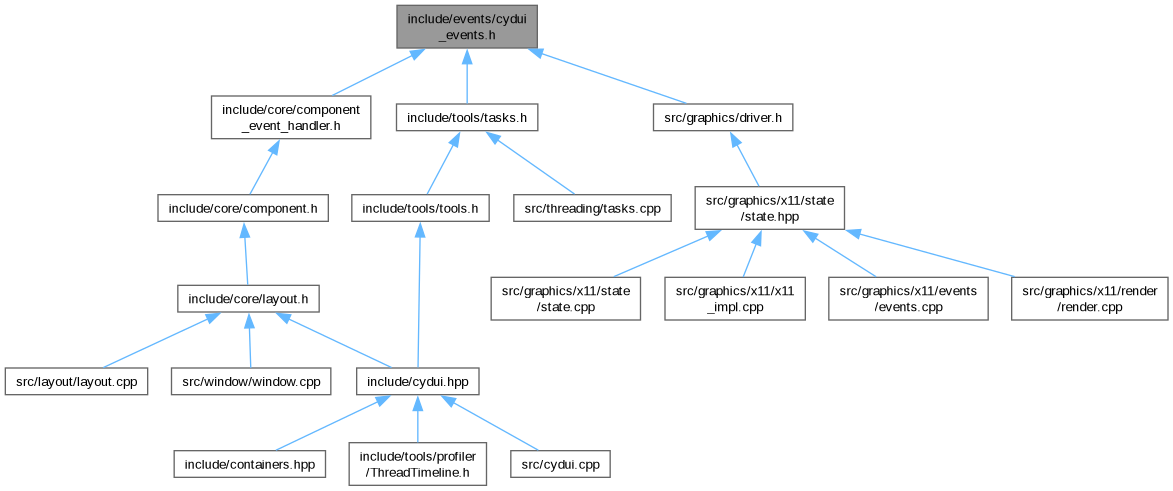 include/events/cydui
_events.h
include/core/component
_event_handler.h
include/tools/tasks.h
src/graphics/driver.h
include/core/component.h
include/tools/tools.h
src/threading/tasks.cpp
src/graphics/x11/state
/state.hpp
include/core/layout.h
src/graphics/x11/state
/state.cpp
src/graphics/x11/x11
_impl.cpp
src/graphics/x11/events
/events.cpp
src/graphics/x11/render
/render.cpp
src/layout/layout.cpp
src/window/window.cpp
include/cydui.hpp
include/containers.hpp
include/tools/profiler
/ThreadTimeline.h
src/cydui.cpp